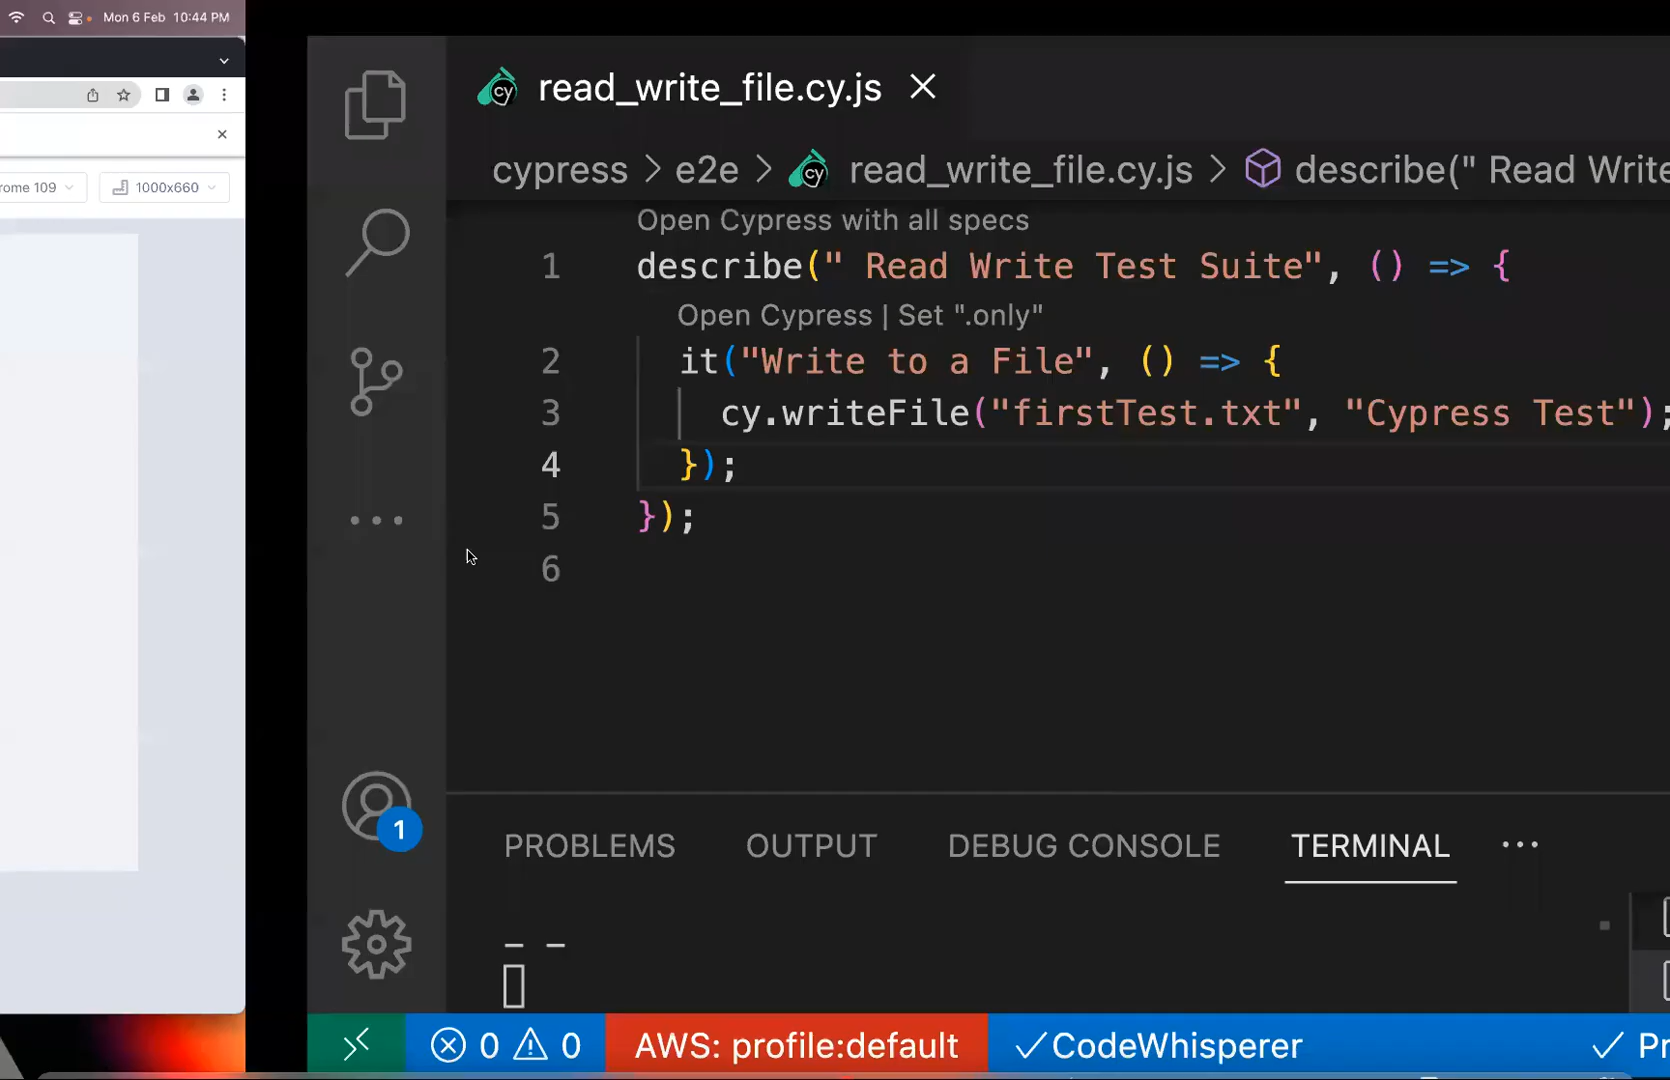 Mon 6 Feb 10:44 PM
rome 109
1000x660
read_write_file.cy.js
cypress > e2e > read_write_file.cy.js > describe(" Read Write
Open Cypress with all specs
1 describe(" Read Write Test Suite", () => {
Open Cypress | Set ".only"
2 it("Write to a File", () => {
3 cy.writeFile("firstTest.txt", "Cypress Test");
4 });
5 });
6
1
PROBLEMS OUTPUT DEBUG CONSOLE TERMINAL ...
- -
0 0 AWS: profile:default CodeWhisperer Pr